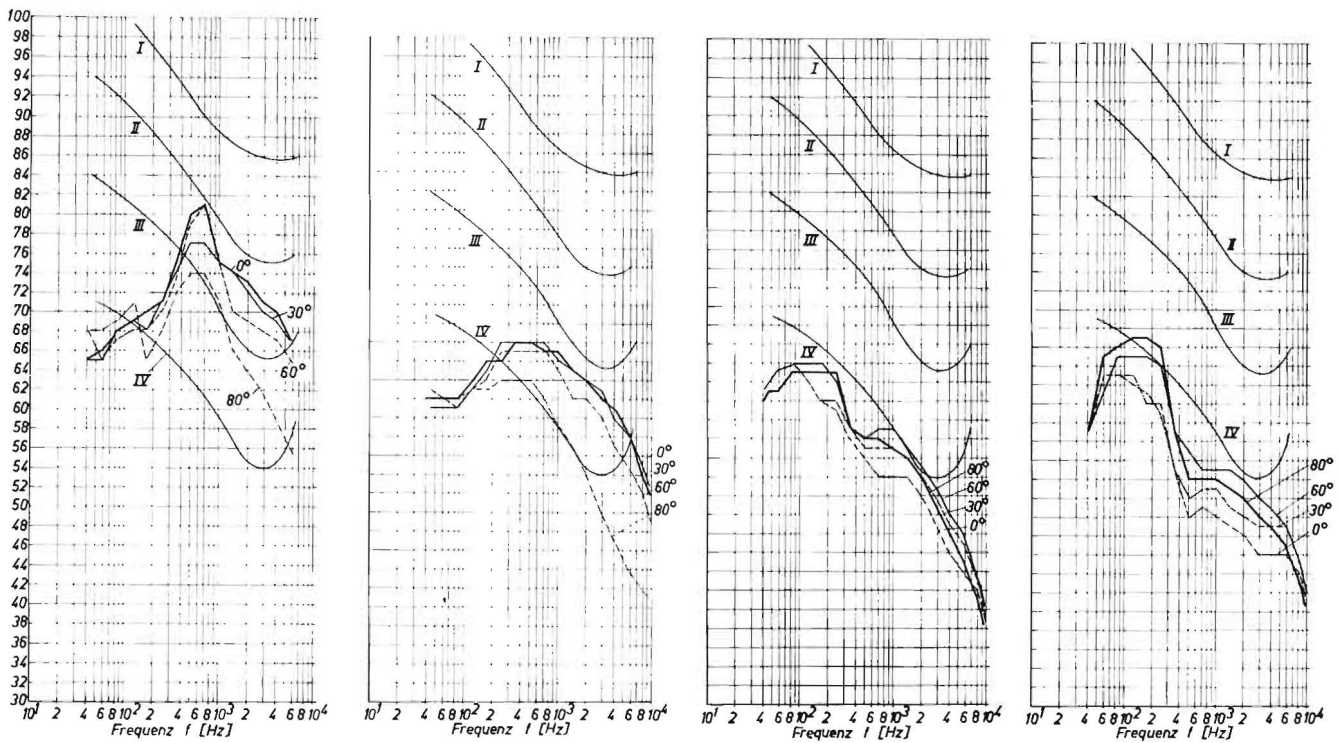 100
98
96
94
92
90
88
86
84
82
80
78
76
74
72
70
68
66
64
62
60
58
56
54
52
50
48
46
44
42
40
38
36
34
32
30
I
II
III
0°
30°
60°
IV
80°
10¹ 2 4 6 8 10² 2 4 6 8 10³ 2 4 6 8 10⁴
Frequenz f [Hz]
I
II
III
IV
0°
30°
60°
80°
10¹ 2 4 6 8 10² 2 4 6 8 10³ 2 4 6 8 10⁴
Frequenz f [Hz]
I
II
III
IV
80°
60°
30°
0°
10¹ 2 4 6 8 10² 2 4 6 8 10³ 2 4 6 8 10⁴
Frequenz f [Hz]
I
II
III
IV
80°
60°
30°
0°
10¹ 2 4 6 8 10² 2 4 6 8 10³ 2 4 6 8 10⁴
Frequenz f [Hz]